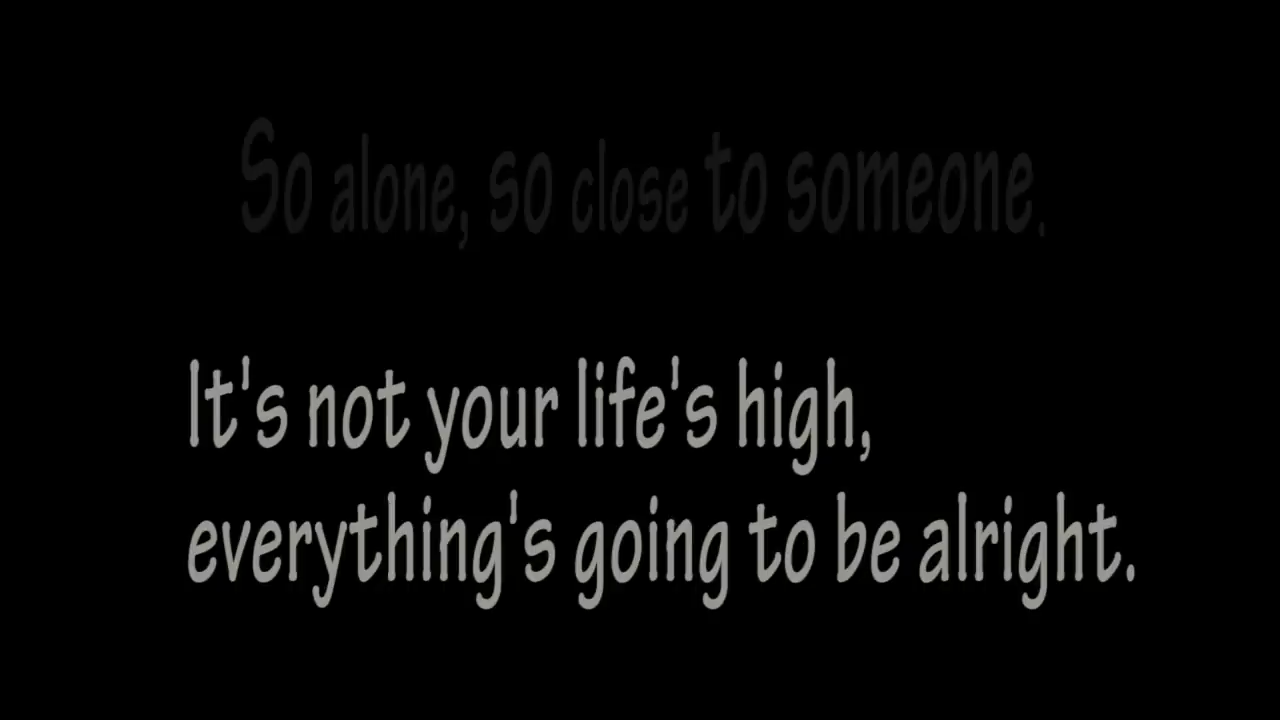 So alone, so close to someone.
It's not your life's high,
everything's going to be alright.